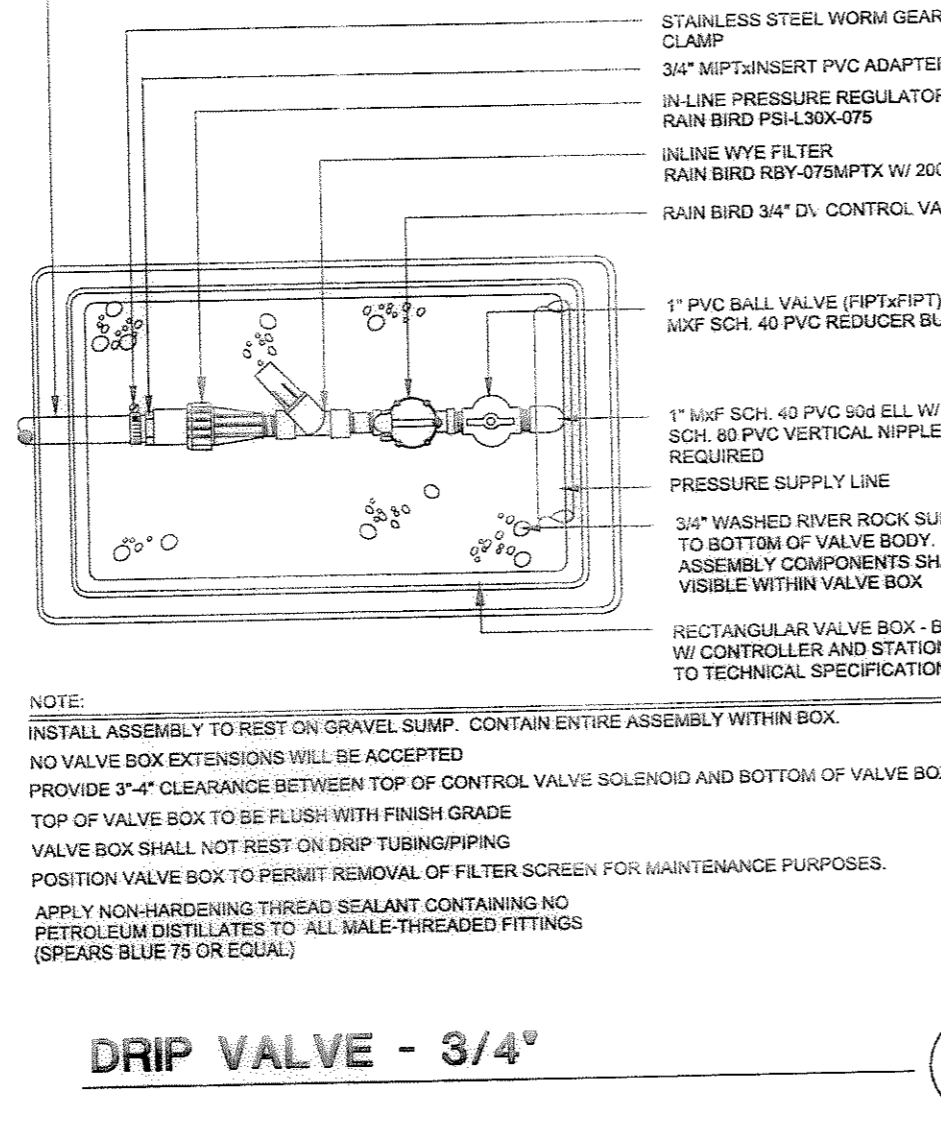 STAINLESS STEEL WORM GEAR
CLAMP
3/4" MIPTxINSERT PVC ADAPTER
IN-LINE PRESSURE REGULATOR
RAIN BIRD PSI-L30X-075
INLINE WYE FILTER
RAIN BIRD RBY-075MPTX W/ 200
RAIN BIRD 3/4" DV CONTROL VA
1" PVC BALL VALVE (FIPTxFIPT)
MXF SCH. 40 PVC REDUCER BU
1" MxF SCH. 40 PVC 90d ELL W/
SCH. 80 PVC VERTICAL NIPPLE
REQUIRED
PRESSURE SUPPLY LINE
3/4" WASHED RIVER ROCK SU
TO BOTTOM OF VALVE BODY.
ASSEMBLY COMPONENTS SH
VISIBLE WITHIN VALVE BOX
RECTANGULAR VALVE BOX - B
W/ CONTROLLER AND STATION
TO TECHNICAL SPECIFICATION
NOTE:
INSTALL ASSEMBLY TO REST ON GRAVEL SUMP. CONTAIN ENTIRE ASSEMBLY WITHIN BOX.
NO VALVE BOX EXTENSIONS WILL BE ACCEPTED
PROVIDE 3"-4" CLEARANCE BETWEEN TOP OF CONTROL VALVE SOLENOID AND BOTTOM OF VALVE BOX
TOP OF VALVE BOX TO BE FLUSH WITH FINISH GRADE
VALVE BOX SHALL NOT REST ON DRIP TUBING/PIPING
POSITION VALVE BOX TO PERMIT REMOVAL OF FILTER SCREEN FOR MAINTENANCE PURPOSES.
APPLY NON-HARDENING THREAD SEALANT CONTAINING NO
PETROLEUM DISTILLATES TO ALL MALE-THREADED FITTINGS
(SPEARS BLUE 75 OR EQUAL)
DRIP VALVE - 3/4"